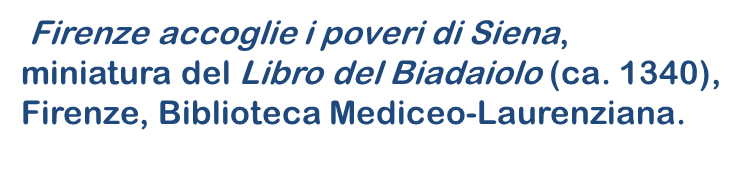 Firenze accoglie i poveri di Siena,
miniatura del Libro del Biadaiolo (ca. 1340),
Firenze, Biblioteca Mediceo-Laurenziana.